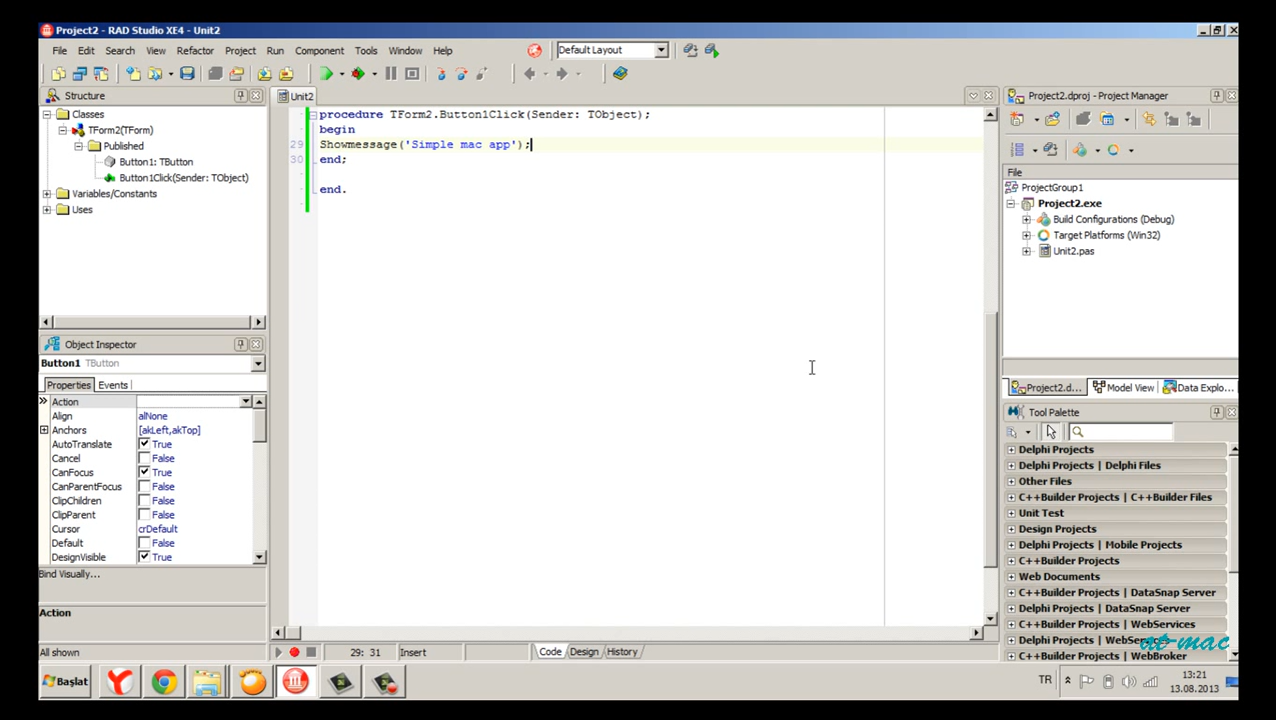 Project2 - RAD Studio XE4 - Unit2
File Edit Search View Refactor Project Run Component Tools Window Help
Default Layout
Structure
Classes
TForm2(TForm)
Published
Button1: TButton
Button1Click(Sender: TObject)
Variables/Constants
Uses
Object Inspector
Button1 TButton
Properties Events
Action
Align alNone
Anchors [akLeft,akTop]
AutoTranslate True
Cancel False
CanFocus True
CanParentFocus False
ClipChildren False
ClipParent False
Cursor crDefault
Default False
DesignVisible True
Bind Visually...
Action
All shown
Unit2
procedure TForm2.Button1Click(Sender: TObject);
begin
29 Showmessage('Simple mac app');
30 end;
end.
29: 31 Insert
Code Design History
Project2.dproj - Project Manager
File
ProjectGroup1
Project2.exe
Build Configurations (Debug)
Target Platforms (Win32)
Unit2.pas
Project2.d... Model View Data Explo...
Tool Palette
Delphi Projects
Delphi Projects | Delphi Files
Other Files
C++Builder Projects | C++Builder Files
Unit Test
Design Projects
Delphi Projects | Mobile Projects
C++Builder Projects
Web Documents
C++Builder Projects | DataSnap Server
Delphi Projects | DataSnap Server
C++Builder Projects | WebServices
Delphi Projects | WebServices
C++Builder Projects | WebBroker
at-mac
Başlat
TR
13:21
13.08.2013